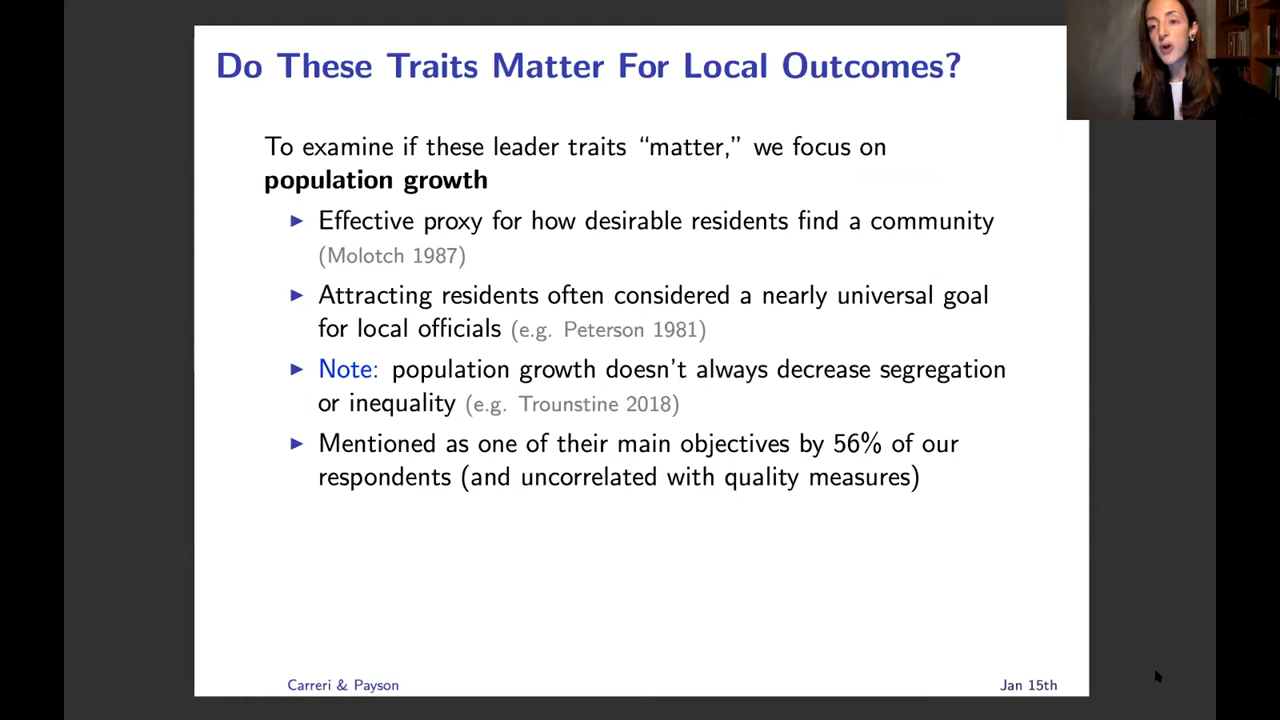 Do These Traits Matter For Local Outcomes?
To examine if these leader traits “matter,” we focus on
population growth
▶ Effective proxy for how desirable residents find a community
(Molotch 1987)
▶ Attracting residents often considered a nearly universal goal
for local officials (e.g. Peterson 1981)
▶ Note: population growth doesn't always decrease segregation
or inequality (e.g. Trounstine 2018)
▶ Mentioned as one of their main objectives by 56% of our
respondents (and uncorrelated with quality measures)
Carreri & Payson
Jan 15th